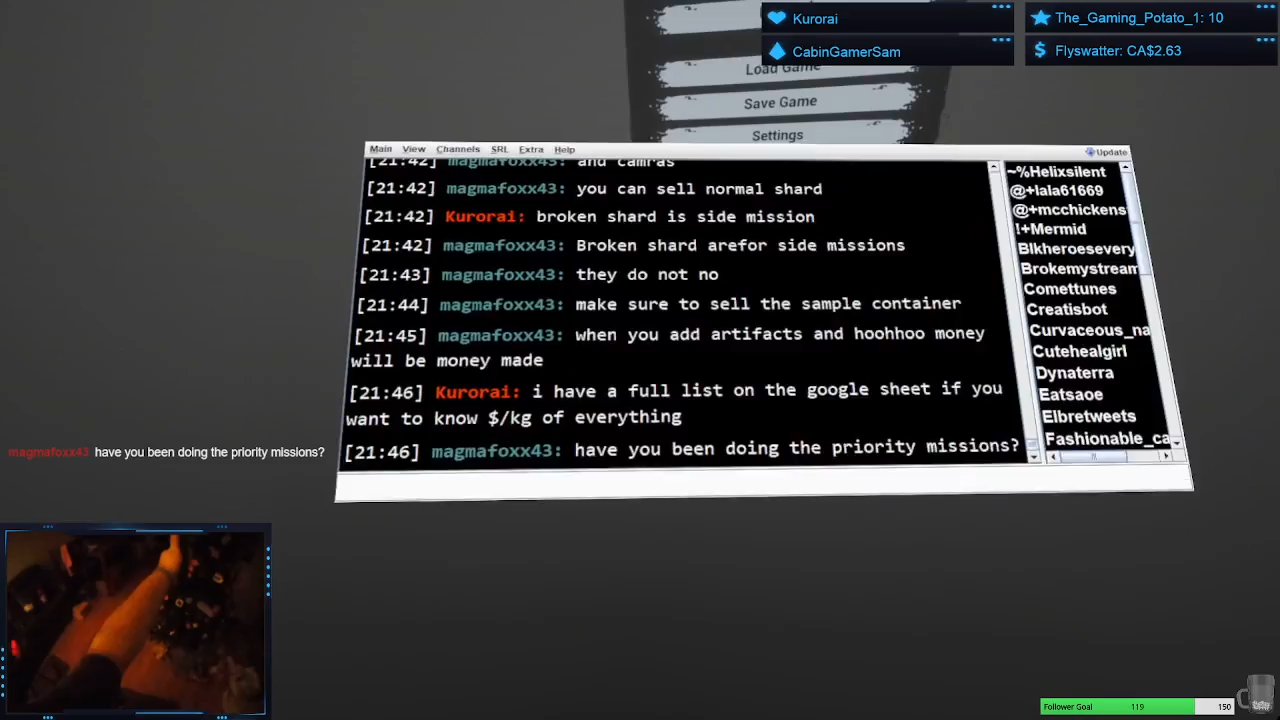 Kurorai
The_Gaming_Potato_1: 10
CabinGamerSam
Flyswatter: CA$2.63
Load Game
Save Game
Settings
Main View Channels SRL Extra Help
Update
[21:42] magmafoxx43: and camras
[21:42] magmafoxx43: you can sell normal shard
[21:42] Kurorai: broken shard is side mission
[21:42] magmafoxx43: Broken shard arefor side missions
[21:43] magmafoxx43: they do not no
[21:44] magmafoxx43: make sure to sell the sample container
[21:45] magmafoxx43: when you add artifacts and hoohhoo money
will be money made
[21:46] Kurorai: i have a full list on the google sheet if you
want to know $/kg of everything
[21:46] magmafoxx43: have you been doing the priority missions?
~%Helixsilent
@+lala61669
@+mcchickens
!+Mermid
Blkheroesevery
Brokemystream
Comettunes
Creatisbot
Curvaceous_na
Cutehealgirl
Dynaterra
Eatsaoe
Elbretweets
Fashionable_ca
magmafoxx43 have you been doing the priority missions?
Follower Goal 119 150